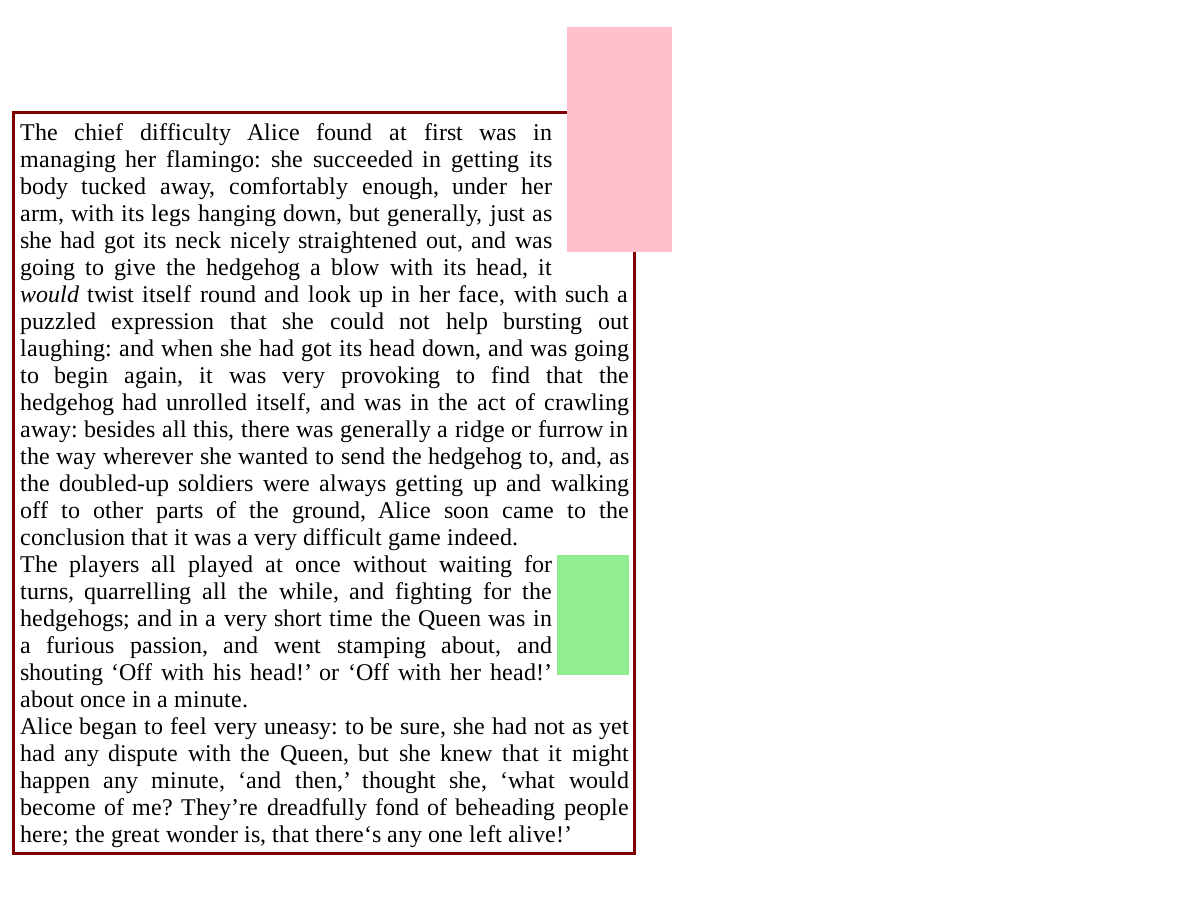 The chief difficulty Alice found at first was in
managing her flamingo: she succeeded in getting its
body tucked away, comfortably enough, under her
arm, with its legs hanging down, but generally, just as
she had got its neck nicely straightened out, and was
going to give the hedgehog a blow with its head, it
would twist itself round and look up in her face, with such a
puzzled expression that she could not help bursting out
laughing: and when she had got its head down, and was going
to begin again, it was very provoking to find that the
hedgehog had unrolled itself, and was in the act of crawling
away: besides all this, there was generally a ridge or furrow in
the way wherever she wanted to send the hedgehog to, and, as
the doubled-up soldiers were always getting up and walking
off to other parts of the ground, Alice soon came to the
conclusion that it was a very difficult game indeed.
The players all played at once without waiting for
turns, quarrelling all the while, and fighting for the
hedgehogs; and in a very short time the Queen was in
a furious passion, and went stamping about, and
shouting ‘Off with his head!’ or ‘Off with her head!’
about once in a minute.
Alice began to feel very uneasy: to be sure, she had not as yet
had any dispute with the Queen, but she knew that it might
happen any minute, ‘and then,’ thought she, ‘what would
become of me? They’re dreadfully fond of beheading people
here; the great wonder is, that there‘s any one left alive!’